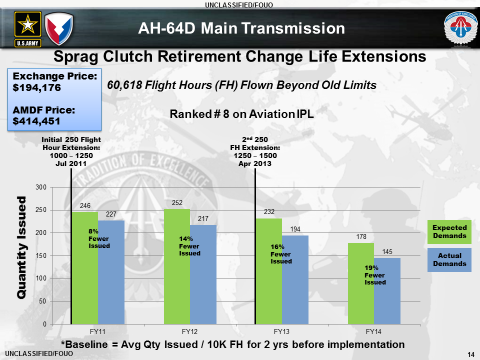 UNCLASSIFIED/FOUO
U.S.ARMY
AH-64D Main Transmission
Sprag Clutch Retirement Change Life Extensions
Exchange Price:
$194,176
AMDF Price:
$414,451
60,618 Flight Hours (FH) Flown Beyond Old Limits
Ranked # 8 on Aviation IPL
Initial 250 Flight
Hour Extension:
1000 – 1250
Jul 2011
2nd 250
FH Extension:
1250 – 1500
Apr 2013
TRADITION OF EXCELLENCE
Quantity Issued
300
250
200
150
100
50
0
246
227
8%
Fewer
Issued
252
217
14%
Fewer
Issued
232
194
16%
Fewer
Issued
178
145
19%
Fewer
Issued
FY11
FY12
FY13
FY14
Expected
Demands
Actual
Demands
*Baseline = Avg Qty Issued / 10K FH for 2 yrs before implementation
UNCLASSIFIED/FOUO
14